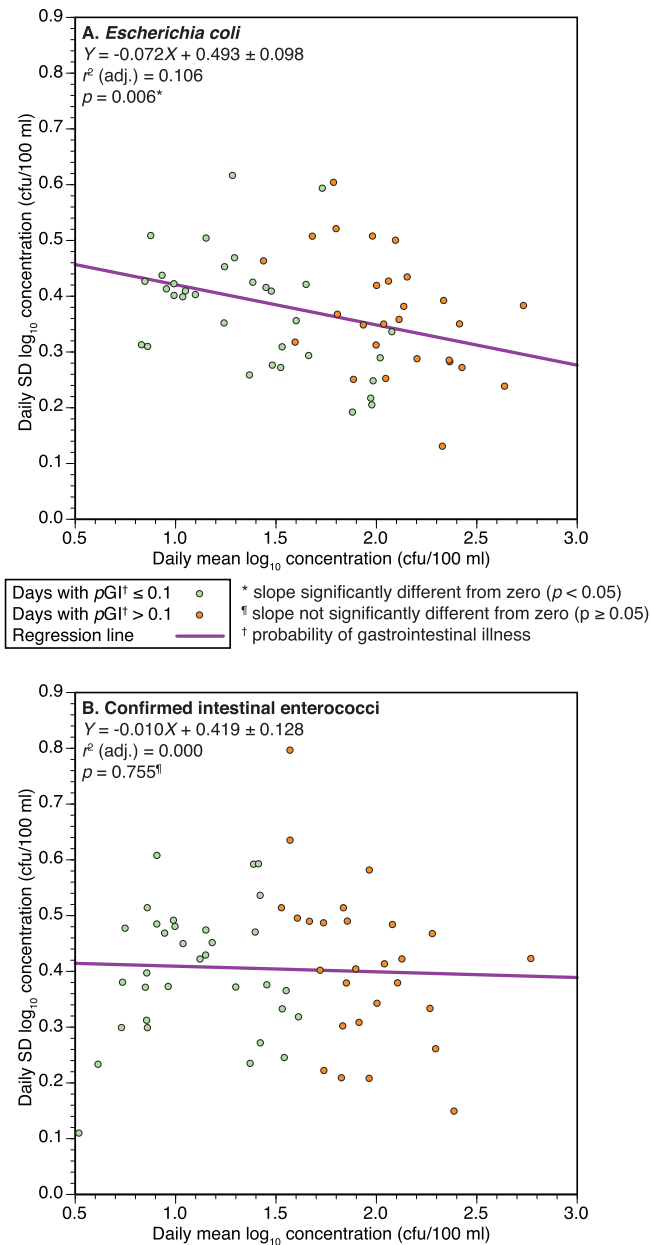 A. Escherichia coli
Y = -0.072X + 0.493 ± 0.098
r² (adj.) = 0.106
p = 0.006*
Daily SD log₁₀ concentration (cfu/100 ml)
0.9
0.8
0.7
0.6
0.5
0.4
0.3
0.2
0.1
0.0
0.5 1.0 1.5 2.0 2.5 3.0
Daily mean log₁₀ concentration (cfu/100 ml)
Days with pGI† ≤ 0.1
Days with pGI† > 0.1
Regression line
* slope significantly different from zero (p < 0.05)
¶ slope not significantly different from zero (p ≥ 0.05)
† probability of gastrointestinal illness
B. Confirmed intestinal enterococci
Y = -0.010X + 0.419 ± 0.128
r² (adj.) = 0.000
p = 0.755¶
Daily SD log₁₀ concentration (cfu/100 ml)
0.9
0.8
0.7
0.6
0.5
0.4
0.3
0.2
0.1
0.0
0.5 1.0 1.5 2.0 2.5 3.0
Daily mean log₁₀ concentration (cfu/100 ml)